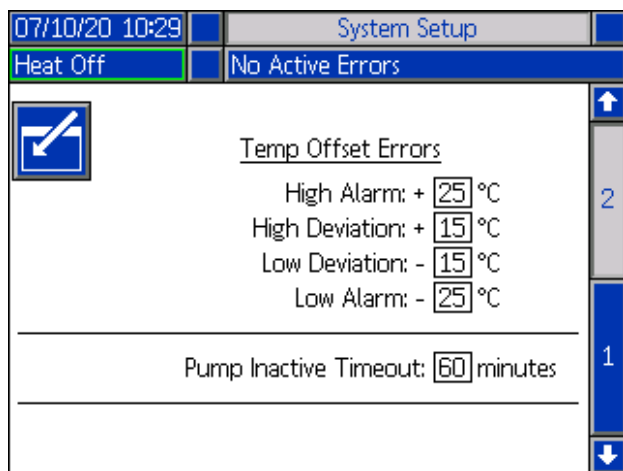 07/10/20 10:29 System Setup
Heat Off No Active Errors
Temp Offset Errors
High Alarm: + 25 °C
High Deviation: + 15 °C
Low Deviation: - 15 °C
Low Alarm: - 25 °C
2
Pump Inactive Timeout: 60 minutes
1